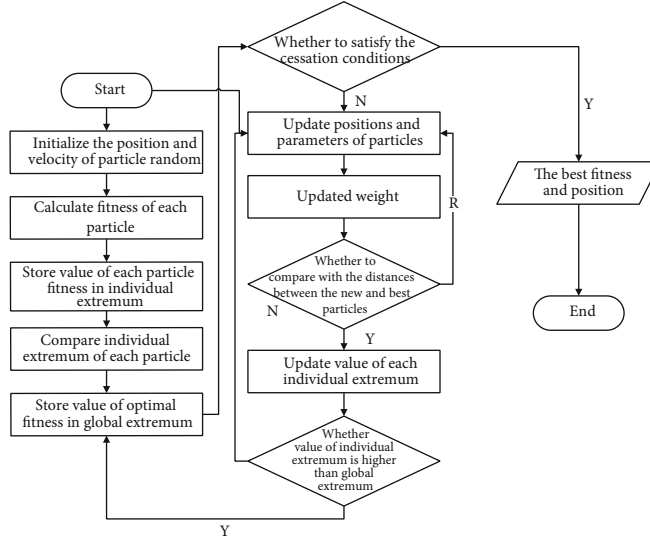 Start
Initialize the position and
velocity of particle random
Calculate fitness of each
particle
Store value of each particle
fitness in individual extremum
Compare individual
extremum of each particle
Store value of optimal
fitness in global extremum
Whether to satisfy the
cessation conditions
N
Update positions and
parameters of particles
Updated weight
R
Whether to
compare with the distances
between the new and best
particles
N
Y
Update value of each
individual extremum
Whether
value of individual
extremum is higher
than global
extremum
Y
Y
The best fitness
and position
End